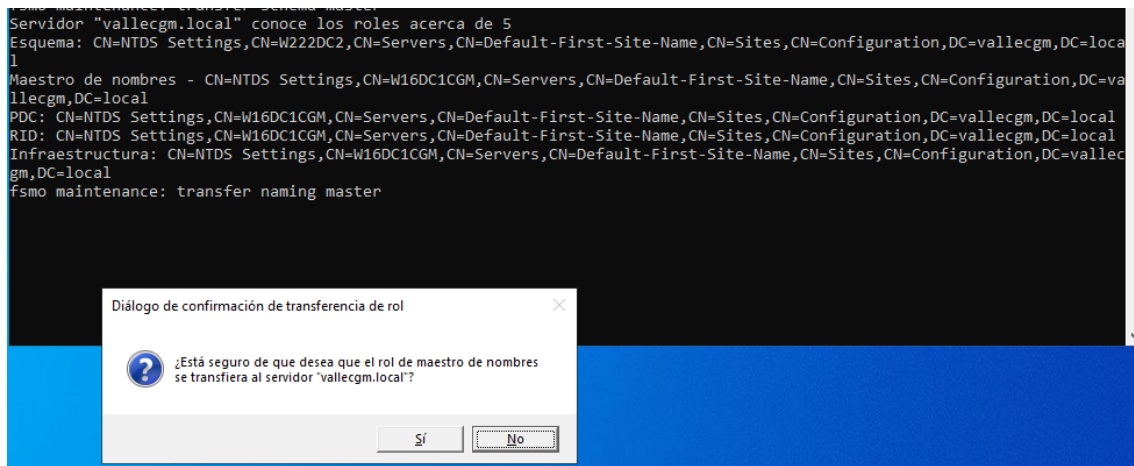 fsmo maintenance: transfer schema master
Servidor "vallecgm.local" conoce los roles acerca de 5
Esquema: CN=NTDS Settings,CN=W222DC2,CN=Servers,CN=Default-First-Site-Name,CN=Sites,CN=Configuration,DC=vallecgm,DC=loca
l
Maestro de nombres - CN=NTDS Settings,CN=W16DC1CGM,CN=Servers,CN=Default-First-Site-Name,CN=Sites,CN=Configuration,DC=va
llecgm,DC=local
PDC: CN=NTDS Settings,CN=W16DC1CGM,CN=Servers,CN=Default-First-Site-Name,CN=Sites,CN=Configuration,DC=vallecgm,DC=local
RID: CN=NTDS Settings,CN=W16DC1CGM,CN=Servers,CN=Default-First-Site-Name,CN=Sites,CN=Configuration,DC=vallecgm,DC=local
Infraestructura: CN=NTDS Settings,CN=W16DC1CGM,CN=Servers,CN=Default-First-Site-Name,CN=Sites,CN=Configuration,DC=vallec
gm,DC=local
fsmo maintenance: transfer naming master
Diálogo de confirmación de transferencia de rol
¿Está seguro de que desea que el rol de maestro de nombres
se transfiera al servidor "vallecgm.local"?
Sí
No